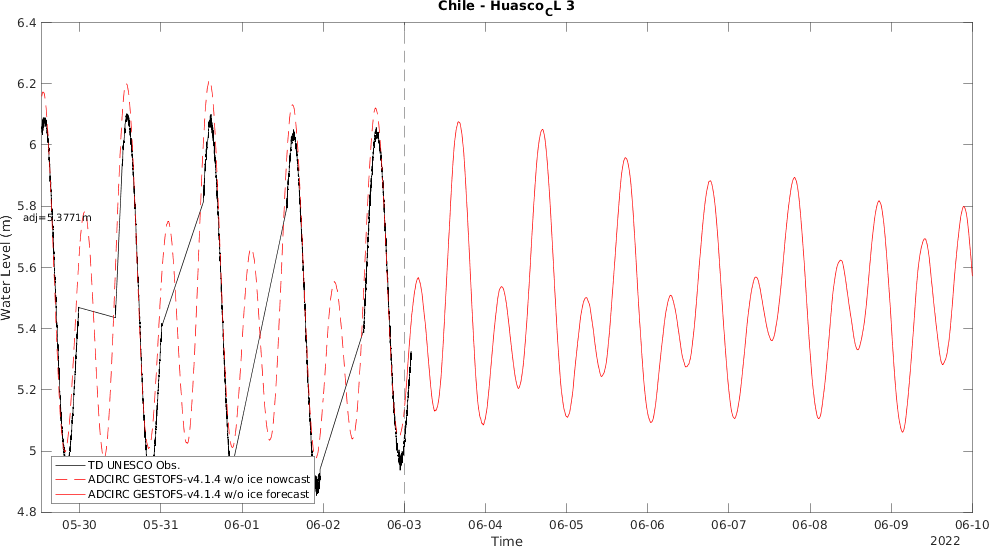 Chile - Huasco_CL 3
6.4
6.2
6
5.8
adj=5.3771m
5.6
5.4
5.2
5
4.8
Water Level (m)
TD UNESCO Obs.
ADCIRC GESTOFS-v4.1.4 w/o ice nowcast
ADCIRC GESTOFS-v4.1.4 w/o ice forecast
05-30 05-31 06-01 06-02 06-03 06-04 06-05 06-06 06-07 06-08 06-09 06-10
Time
2022